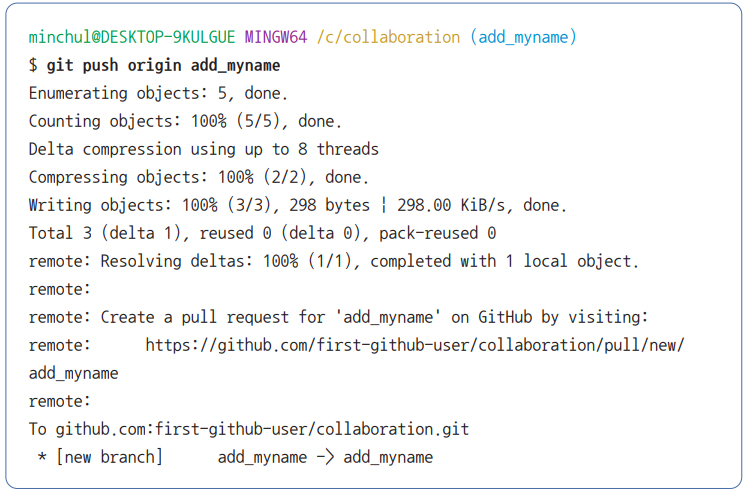 minchul@DESKTOP-9KULGUE MINGW64 /c/collaboration (add_myname)
$ git push origin add_myname
Enumerating objects: 5, done.
Counting objects: 100% (5/5), done.
Delta compression using up to 8 threads
Compressing objects: 100% (2/2), done.
Writing objects: 100% (3/3), 298 bytes ¦ 298.00 KiB/s, done.
Total 3 (delta 1), reused 0 (delta 0), pack-reused 0
remote: Resolving deltas: 100% (1/1), completed with 1 local object.
remote:
remote: Create a pull request for 'add_myname' on GitHub by visiting:
remote:      https://github.com/first-github-user/collaboration/pull/new/
add_myname
remote:
To github.com:first-github-user/collaboration.git
 * [new branch]      add_myname -> add_myname